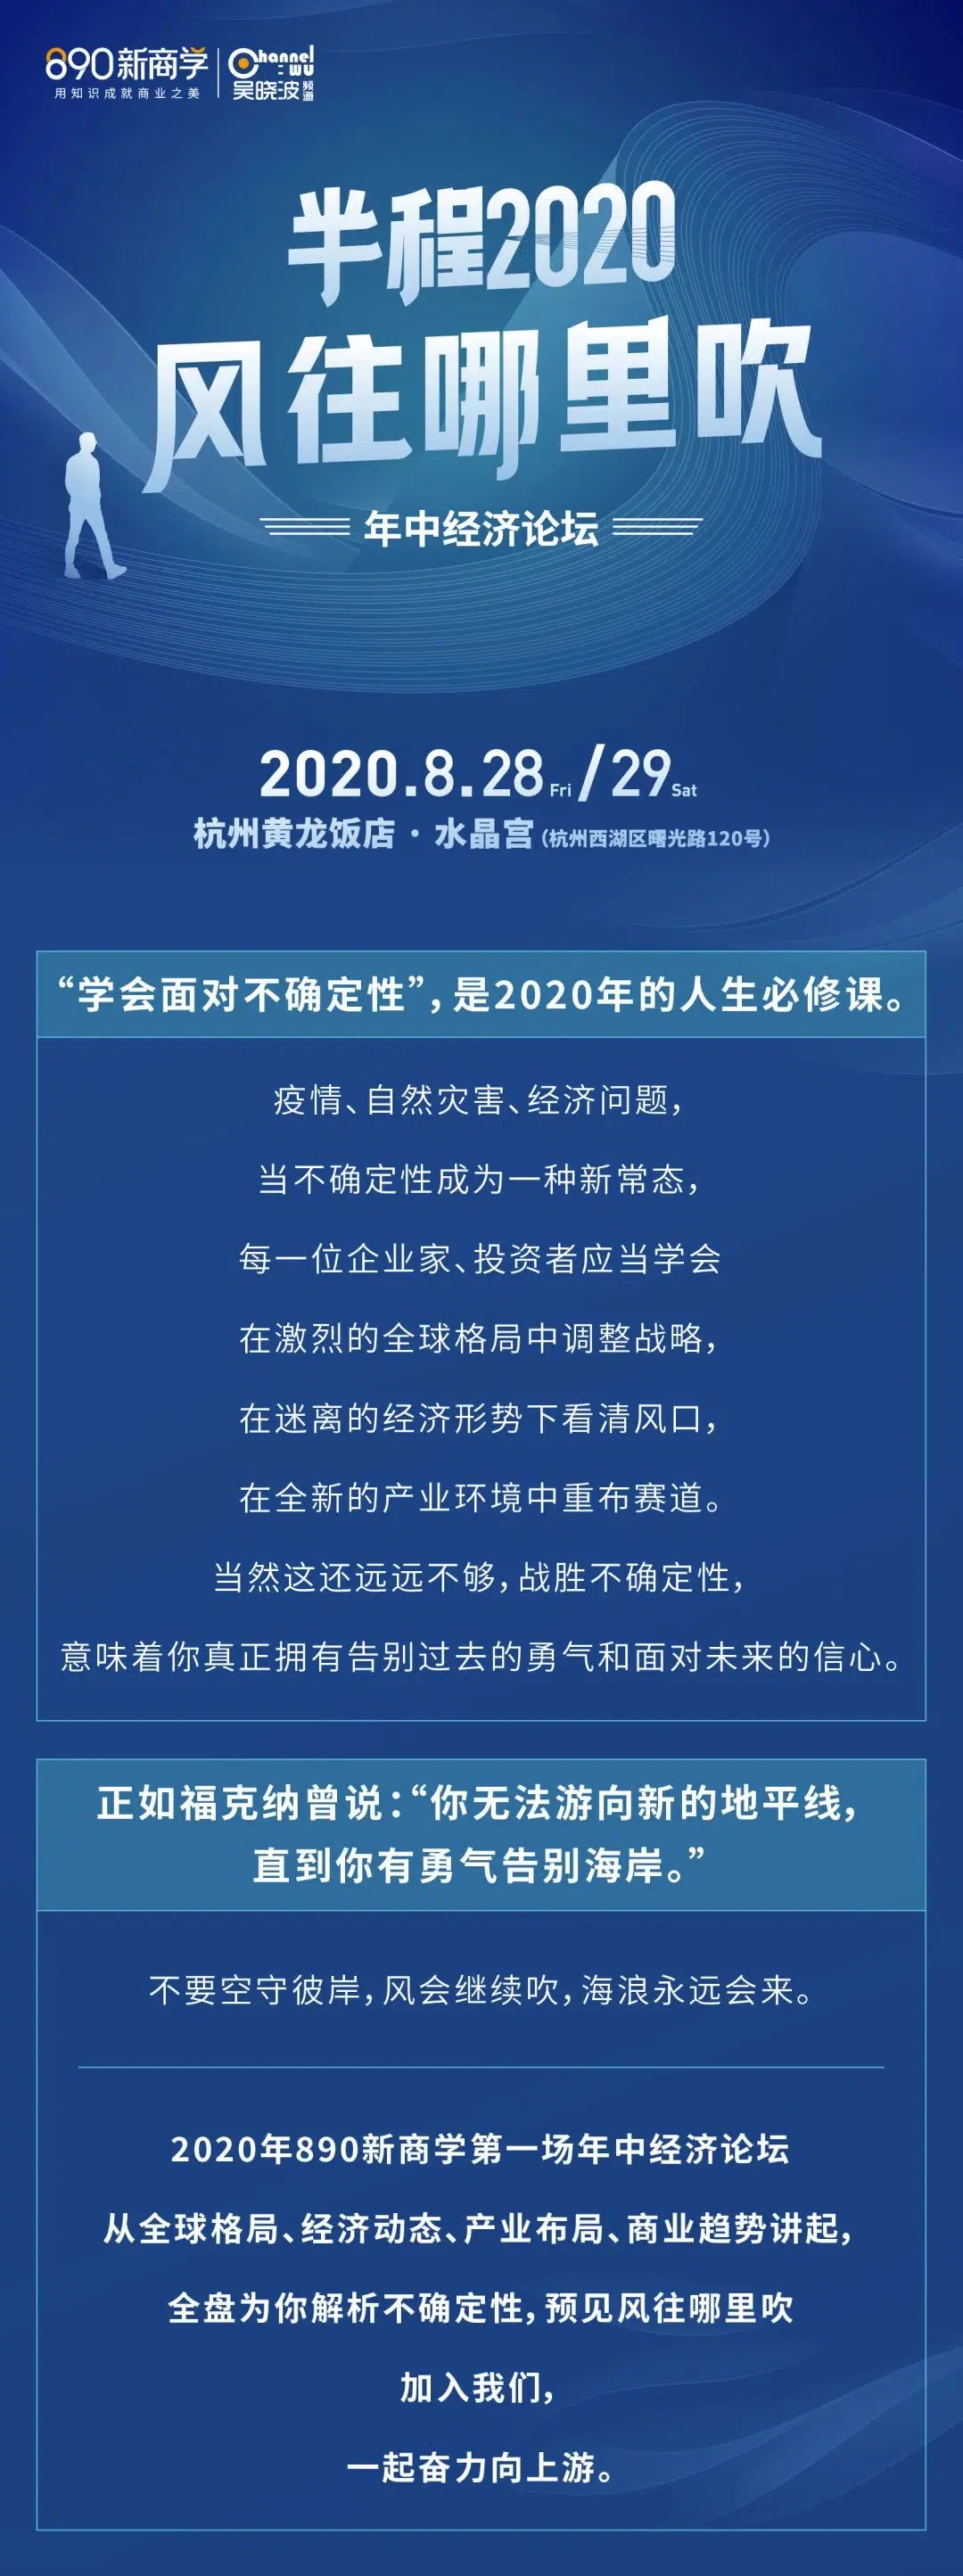 890新商学
用知识成就商业之美
Channel
WU
吴晓波频道
半程2020
风往哪里吹
年中经济论坛
2020.8.28 Fri /29 Sat
杭州黄龙饭店·水晶宫(杭州西湖区曙光路120号)
“学会面对不确定性”,是2020年的人生必修课。
疫情、自然灾害、经济问题,
当不确定性成为一种新常态,
每一位企业家、投资者应当学会
在激烈的全球格局中调整战略,
在迷离的经济形势下看清风口,
在全新的产业环境中重布赛道。
当然这还远远不够,战胜不确定性,
意味着你真正拥有告别过去的勇气和面对未来的信心。
正如福克纳曾说:“你无法游向新的地平线,
直到你有勇气告别海岸。”
不要空守彼岸,风会继续吹,海浪永远会来。
2020年890新商学第一场年中经济论坛
从全球格局、经济动态、产业布局、商业趋势讲起,
全盘为你解析不确定性,预见风往哪里吹
加入我们,
一起奋力向上游。